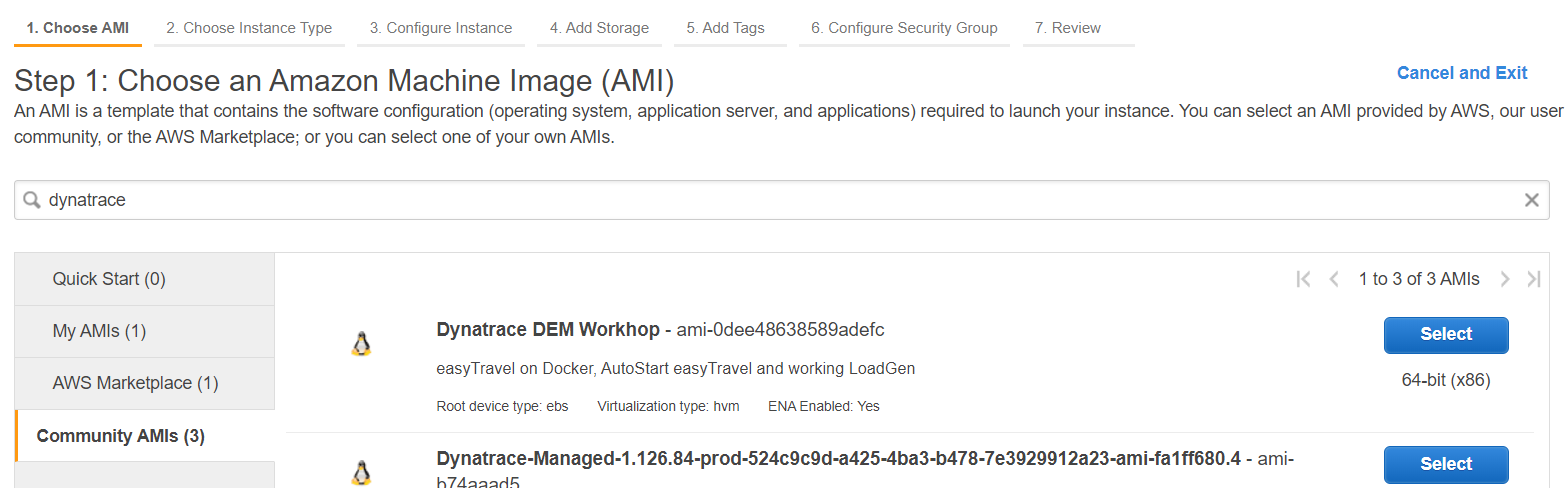 1. Choose AMI 2. Choose Instance Type 3. Configure Instance 4. Add Storage 5. Add Tags 6. Configure Security Group 7. Review
Step 1: Choose an Amazon Machine Image (AMI)
Cancel and Exit
An AMI is a template that contains the software configuration (operating system, application server, and applications) required to launch your instance. You can select an AMI provided by AWS, our user
community, or the AWS Marketplace; or you can select one of your own AMIs.
dynatrace
Quick Start (0)
My AMIs (1)
AWS Marketplace (1)
Community AMIs (3)
1 to 3 of 3 AMIs
Dynatrace DEM Workhop - ami-0dee48638589adefc
Select
easyTravel on Docker, AutoStart easyTravel and working LoadGen
64-bit (x86)
Root device type: ebs Virtualization type: hvm ENA Enabled: Yes
Dynatrace-Managed-1.126.84-prod-524c9c9d-a425-4ba3-b478-7e3929912a23-ami-fa1ff680.4 - ami-
b74aaad5
Select